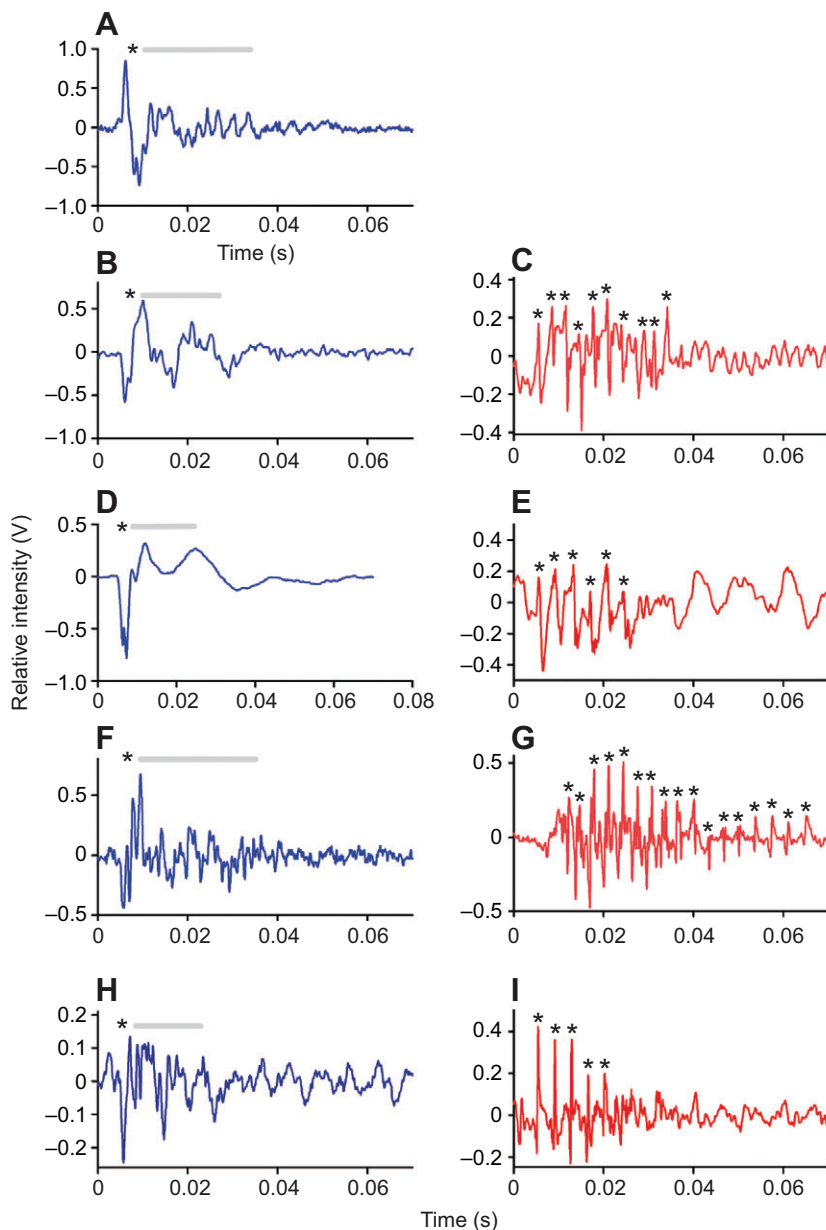 A
*
1.0
0.5
0
–0.5
–1.0
0 0.02 0.04 0.06
Time (s)
B
*
0.5
0
–0.5
–1.0
0 0.02 0.04 0.06
C
* * * * * * * * * *
0.4
0.2
0
–0.2
–0.4
0 0.02 0.04 0.06
Relative intensity (V)
D
*
0.5
0
–0.5
–1.0
0 0.02 0.04 0.06 0.08
E
* * * * * *
0.4
0.2
0
–0.2
–0.4
0 0.02 0.04 0.06
F
*
0.5
0
–0.5
0 0.02 0.04 0.06
G
* * * * * * * * * * * * * * * * *
0.5
0
–0.5
0 0.02 0.04 0.06
H
*
0.2
0.1
0
–0.1
–0.2
0 0.02 0.04 0.06
I
* * * * *
0.4
0.2
0
–0.2
0 0.02 0.04 0.06
Time (s)